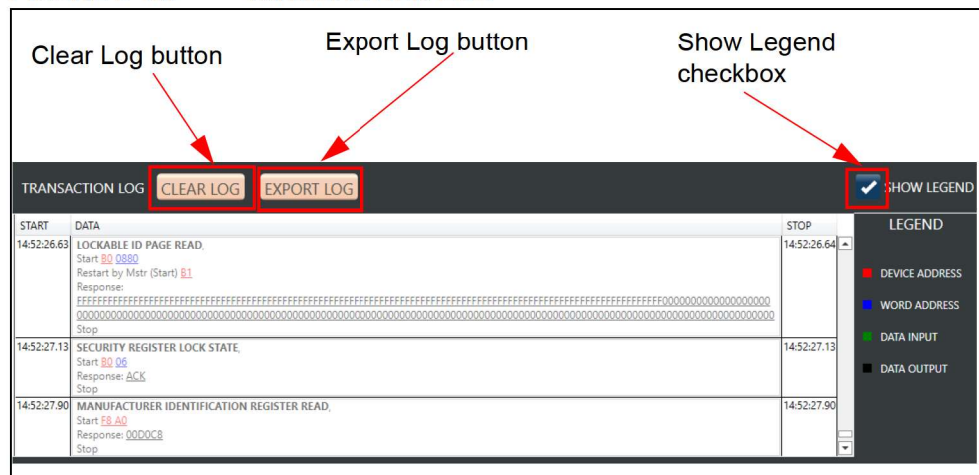 Clear Log button
Export Log button
Show Legend
checkbox
TRANSACTION LOG CLEAR LOG EXPORT LOG SHOW LEGEND
START DATA STOP LEGEND
14:52:26.63 LOCKABLE ID PAGE READ, 14:52:26.64
Start B0 0880
Restart by Mstr (Start) B1
Response:
Stop
14:52:27.13 SECURITY REGISTER LOCK STATE, 14:52:27.13
Start B0 06
Response: ACK
Stop
14:52:27.90 MANUFACTURER IDENTIFICATION REGISTER READ, 14:52:27.90
Start F8 A0
Response: 00D0C8
Stop
DEVICE ADDRESS
WORD ADDRESS
DATA INPUT
DATA OUTPUT